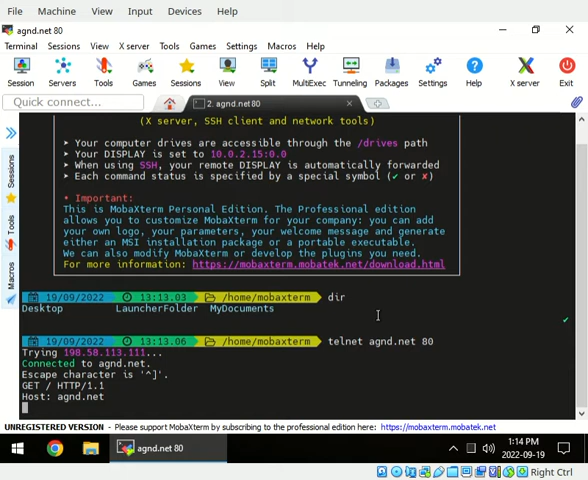 File Machine View Input Devices Help
agnd.net 80
Terminal Sessions View X server Tools Games Settings Macros Help
Session Servers Tools Games Sessions View Split MultiExec Tunneling Packages Settings Help X server Exit
Quick connect...
2. agnd.net 80
(X server, SSH client and network tools)
➤ Your computer drives are accessible through the /drives path
➤ Your DISPLAY is set to 10.0.2.15:0.0
➤ When using SSH, your remote DISPLAY is automatically forwarded
➤ Each command status is specified by a special symbol (✔ or ✘)
• Important:
This is MobaXterm Personal Edition. The Professional edition
allows you to customize MobaXterm for your company: you can add
your own logo, your parameters, your welcome message and generate
either an MSI installation package or a portable executable.
We can also modify MobaXterm or develop the plugins you need.
For more information: https://mobaxterm.mobatek.net/download.html
19/09/2022 13:13.03 /home/mobaxterm dir
Desktop LauncherFolder MyDocuments
✔
19/09/2022 13:13.06 /home/mobaxterm telnet agnd.net 80
Trying 198.58.113.111...
Connected to agnd.net.
Escape character is '^]'.
GET / HTTP/1.1
Host: agnd.net
Sessions
Tools
Macros
UNREGISTERED VERSION - Please support MobaXterm by subscribing to the professional edition here: https://mobaxterm.mobatek.net
agnd.net 80
1:14 PM
2022-09-19
Right Ctrl